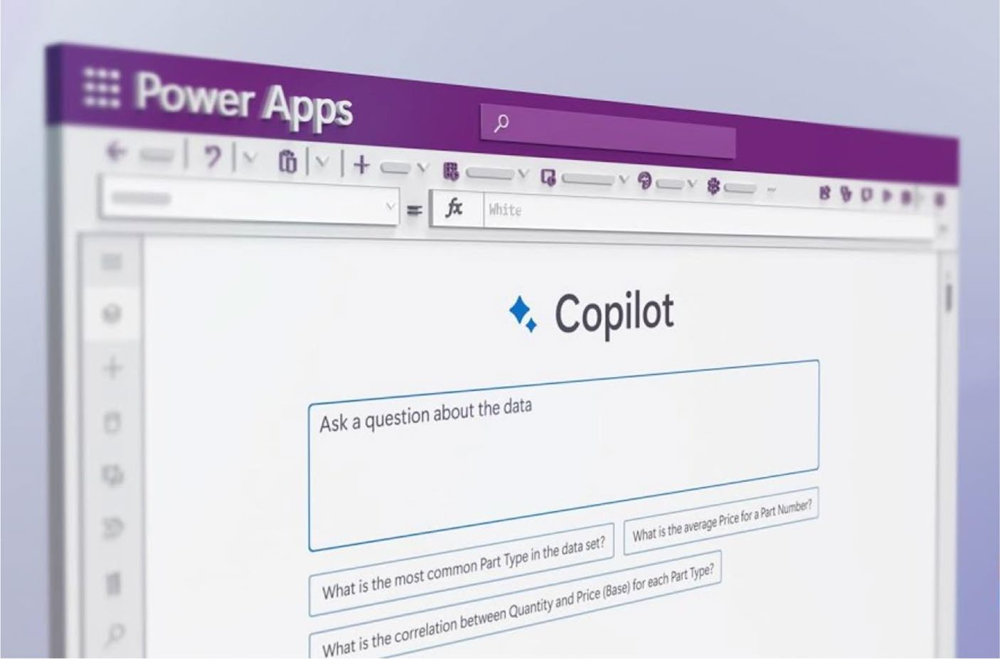 Power Apps
fx White
Copilot
Ask a question about the data
What is the most common Part Type in the data set?
What is the average Price for a Part Number?
What is the correlation between Quantity and Price (Base) for each Part Type?